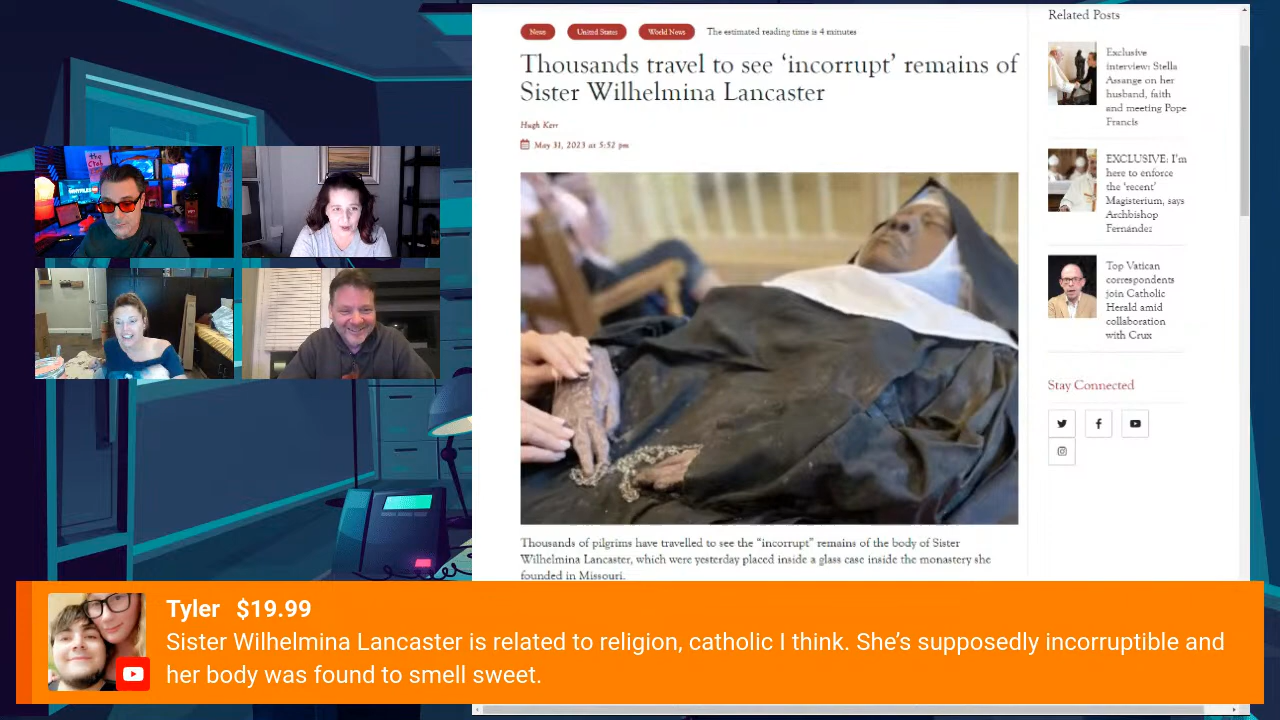 News
United States
World News
The estimated reading time is 4 minutes
Thousands travel to see ‘incorrupt’ remains of
Sister Wilhelmina Lancaster
Hugh Kerr
May 31, 2023 at 5:52 pm
Thousands of pilgrims have travelled to see the “incorrupt” remains of the body of Sister
Wilhelmina Lancaster, which were yesterday placed inside a glass case inside the monastery she
founded in Missouri.
Related Posts
Exclusive
interview: Stella
Assange on her
husband, faith
and meeting Pope
Francis
EXCLUSIVE: I'm
here to enforce
the 'recent'
Magisterium, says
Archbishop
Fernández
Top Vatican
correspondents
join Catholic
Herald amid
collaboration
with Crux
Stay Connected
the
Tyler $19.99
Sister Wilhelmina Lancaster is related to religion, catholic I think. She’s supposedly incorruptible and
her body was found to smell sweet.